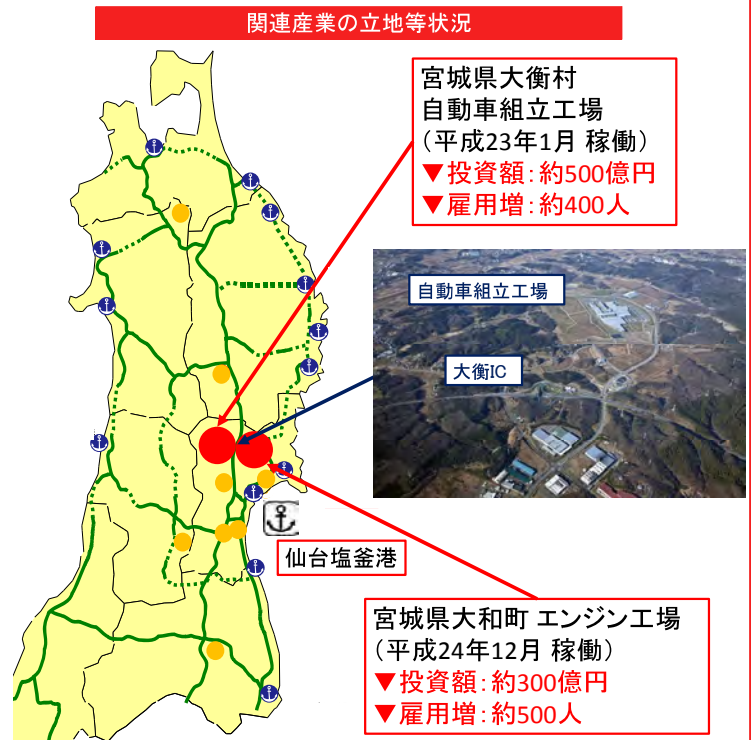 関連産業の立地等状況
宮城県大衡村
自動車組立工場
（平成23年1月 稼働）
▼投資額：約500億円
▼雇用増：約400人
自動車組立工場
大衡IC
仙台塩釜港
宮城県大和町 エンジン工場
（平成24年12月 稼働）
▼投資額：約300億円
▼雇用増：約500人